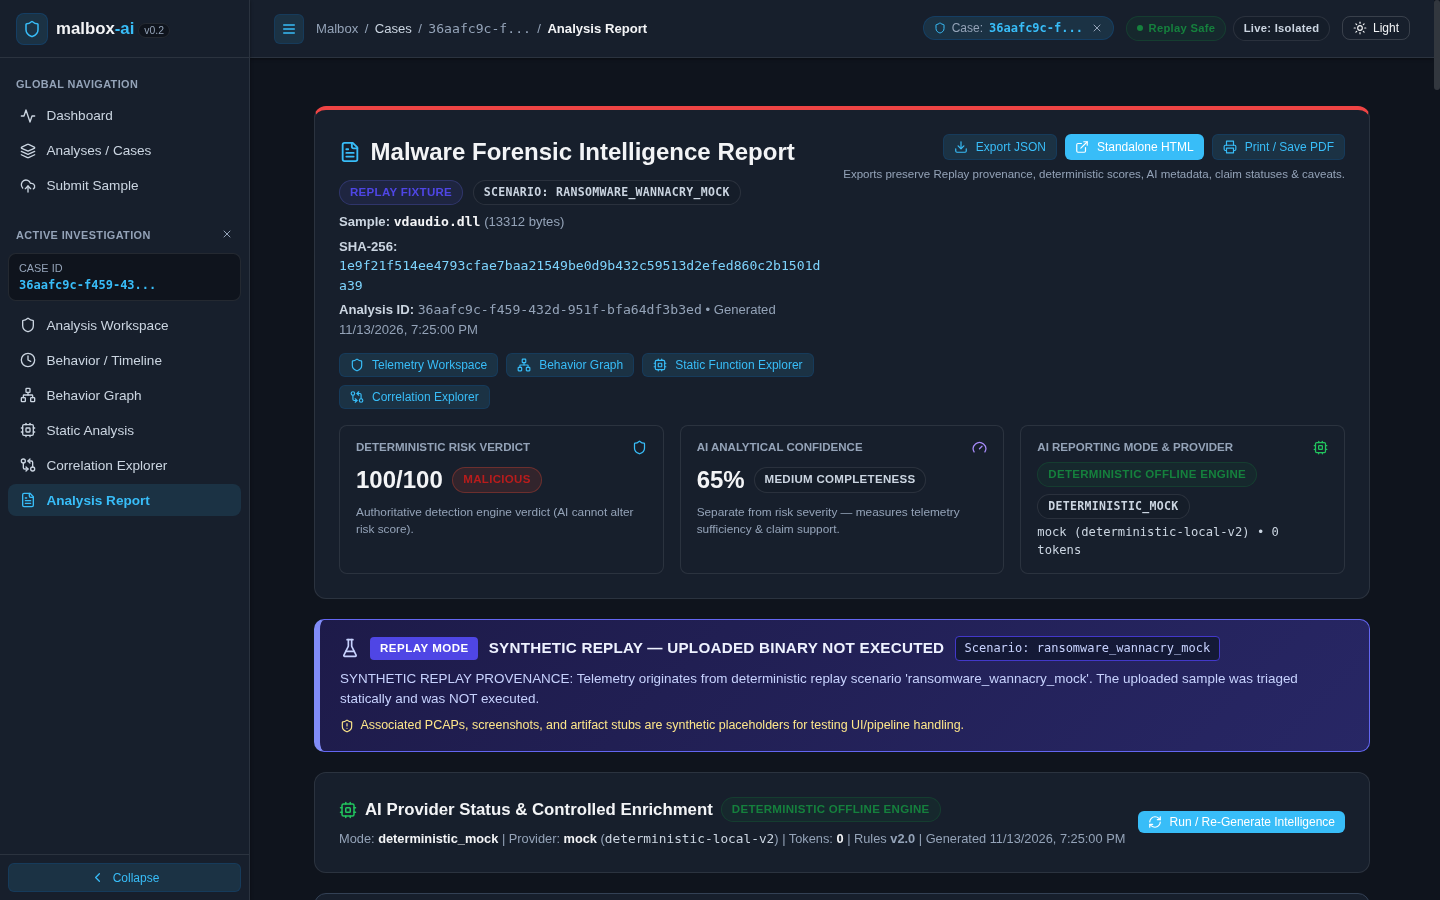 malbox-ai v0.2
GLOBAL NAVIGATION
Dashboard
Analyses / Cases
Submit Sample
ACTIVE INVESTIGATION
CASE ID
36aafc9c-f459-43...
Analysis Workspace
Behavior / Timeline
Behavior Graph
Static Analysis
Correlation Explorer
Analysis Report
Collapse
Malbox / Cases / 36aafc9c-f... / Analysis Report
Case: 36aafc9c-f...
Replay Safe
Live: Isolated
Light
Malware Forensic Intelligence Report
Export JSON
Standalone HTML
Print / Save PDF
Exports preserve Replay provenance, deterministic scores, AI metadata, claim statuses & caveats.
REPLAY FIXTURE
SCENARIO: RANSOMWARE_WANNACRY_MOCK
Sample: vdaudio.dll (13312 bytes)
SHA-256:
1e9f21f514ee4793cfae7baa21549be0d9b432c59513d2efed860c2b1501d
a39
Analysis ID: 36aafc9c-f459-432d-951f-bfa64df3b3ed • Generated
11/13/2026, 7:25:00 PM
Telemetry Workspace
Behavior Graph
Static Function Explorer
Correlation Explorer
DETERMINISTIC RISK VERDICT
100/100 MALICIOUS
Authoritative detection engine verdict (AI cannot alter
risk score).
AI ANALYTICAL CONFIDENCE
65% MEDIUM COMPLETENESS
Separate from risk severity — measures telemetry
sufficiency & claim support.
AI REPORTING MODE & PROVIDER
DETERMINISTIC OFFLINE ENGINE
DETERMINISTIC_MOCK
mock (deterministic-local-v2) • 0
tokens
REPLAY MODE SYNTHETIC REPLAY — UPLOADED BINARY NOT EXECUTED Scenario: ransomware_wannacry_mock
SYNTHETIC REPLAY PROVENANCE: Telemetry originates from deterministic replay scenario 'ransomware_wannacry_mock'. The uploaded sample was triaged
statically and was NOT executed.
Associated PCAPs, screenshots, and artifact stubs are synthetic placeholders for testing UI/pipeline handling.
AI Provider Status & Controlled Enrichment DETERMINISTIC OFFLINE ENGINE
Mode: deterministic_mock | Provider: mock (deterministic-local-v2) | Tokens: 0 | Rules v2.0 | Generated 11/13/2026, 7:25:00 PM
Run / Re-Generate Intelligence